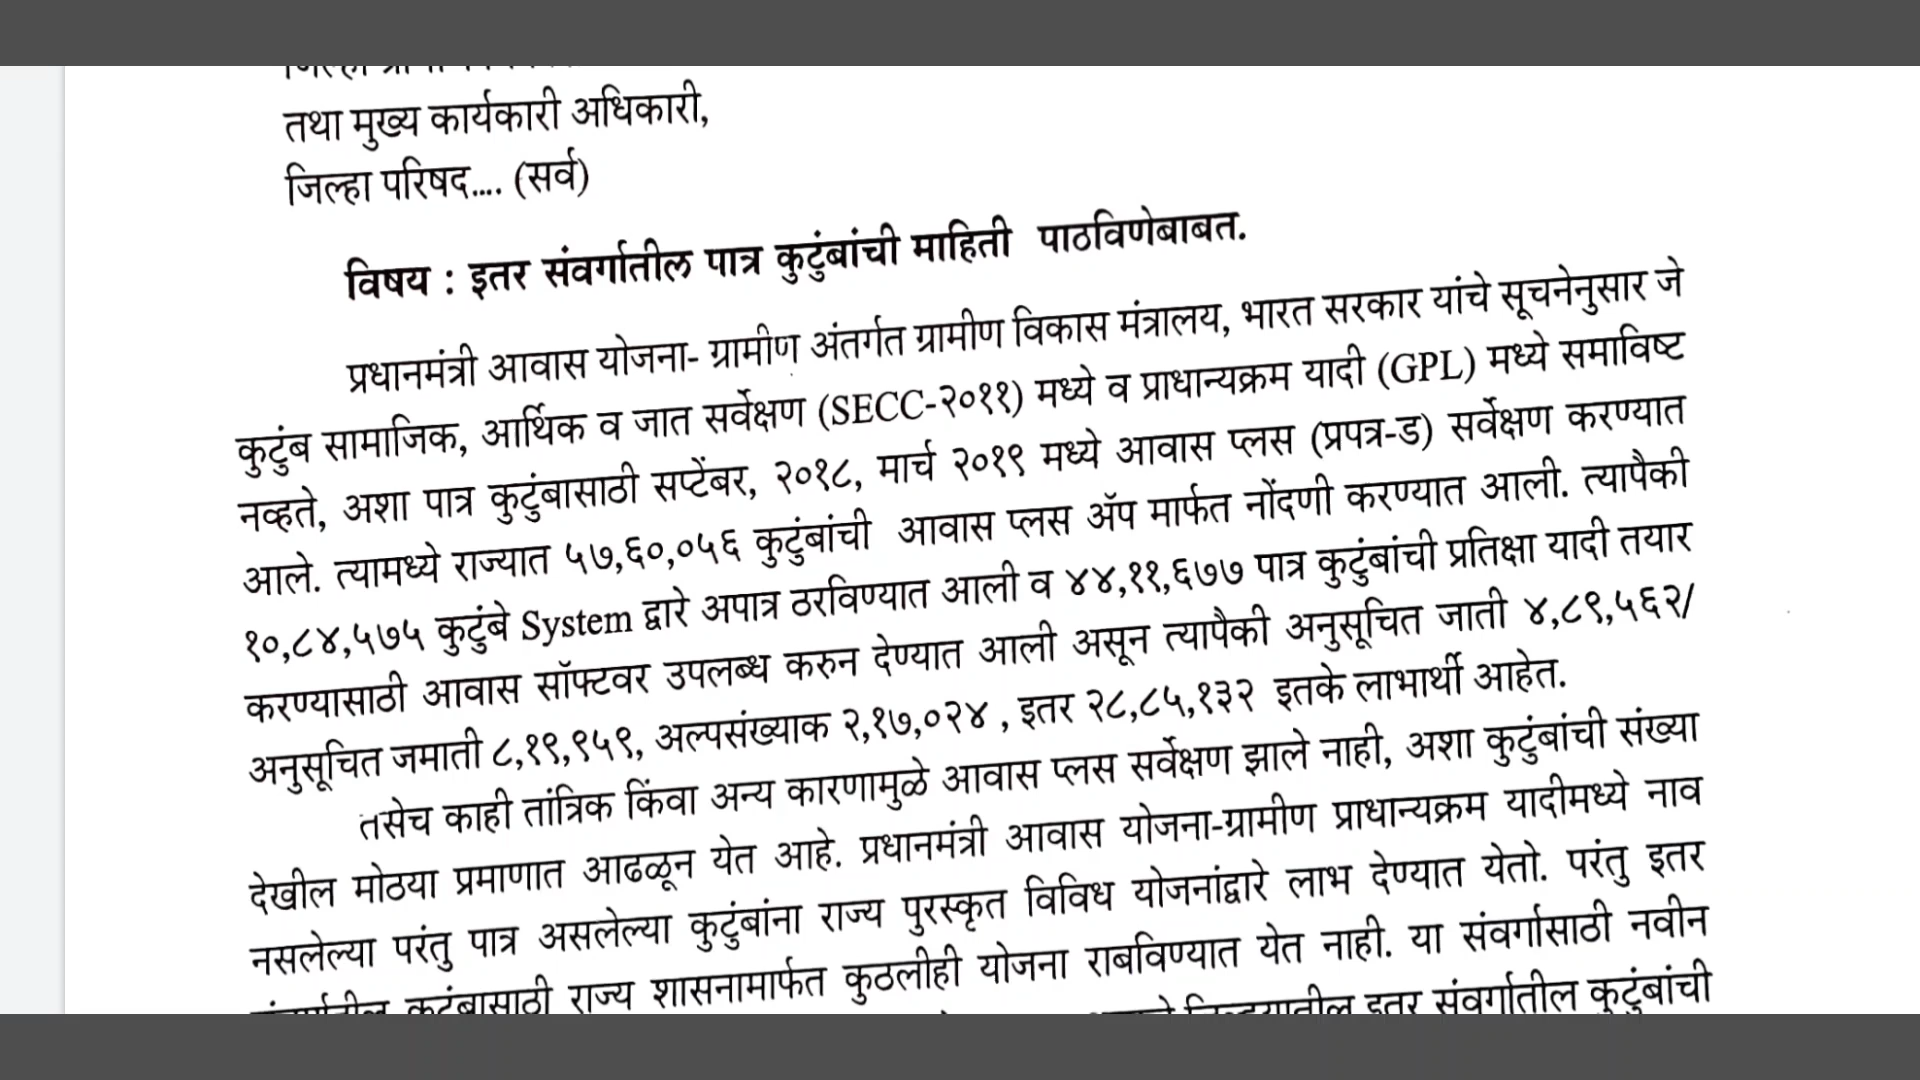 तथा मुख्य कार्यकारी अधिकारी,
जिल्हा परिषद.... (सर्व)
विषय : इतर संवर्गातील पात्र कुटुंबांची माहिती पाठविणेबाबत.
प्रधानमंत्री आवास योजना- ग्रामीण अंतर्गत ग्रामीण विकास मंत्रालय, भारत सरकार यांचे सूचनेनुसार जे
कुटुंब सामाजिक, आर्थिक व जात सर्वेक्षण (SECC-२०११) मध्ये व प्राधान्यक्रम यादी (GPL) मध्ये समाविष्ट
नव्हते, अशा पात्र कुटुंबासाठी सप्टेंबर, २०१८, मार्च २०१९ मध्ये आवास प्लस (प्रपत्र-ड) सर्वेक्षण करण्यात
आले. त्यामध्ये राज्यात ५७,६०,०५६ कुटुंबांची आवास प्लस ॲप मार्फत नोंदणी करण्यात आली. त्यापैकी
१०,८४,५७५ कुटुंबे System द्वारे अपात्र ठरविण्यात आली व ४४,११,६७७ पात्र कुटुंबांची प्रतिक्षा यादी तयार
करण्यासाठी आवास सॉफ्टवर उपलब्ध करुन देण्यात आली असून त्यापैकी अनुसूचित जाती ४,८९,५६२/
अनुसूचित जमाती ८,१९,९५९, अल्पसंख्याक २,१७,०२४ , इतर २८,८५,१३२ इतके लाभार्थी आहेत.
तसेच काही तांत्रिक किंवा अन्य कारणामुळे आवास प्लस सर्वेक्षण झाले नाही, अशा कुटुंबांची संख्या
देखील मोठया प्रमाणात आढळून येत आहे. प्रधानमंत्री आवास योजना-ग्रामीण प्राधान्यक्रम यादीमध्ये नाव
नसलेल्या परंतु पात्र असलेल्या कुटुंबांना राज्य पुरस्कृत विविध योजनांद्वारे लाभ देण्यात येतो. परंतु इतर
संवर्गातील कुटुंबासाठी राज्य शासनामार्फत कुठलीही योजना राबविण्यात येत नाही. या संवर्गासाठी नवीन
इतर संवर्गातील कुटुंबांची